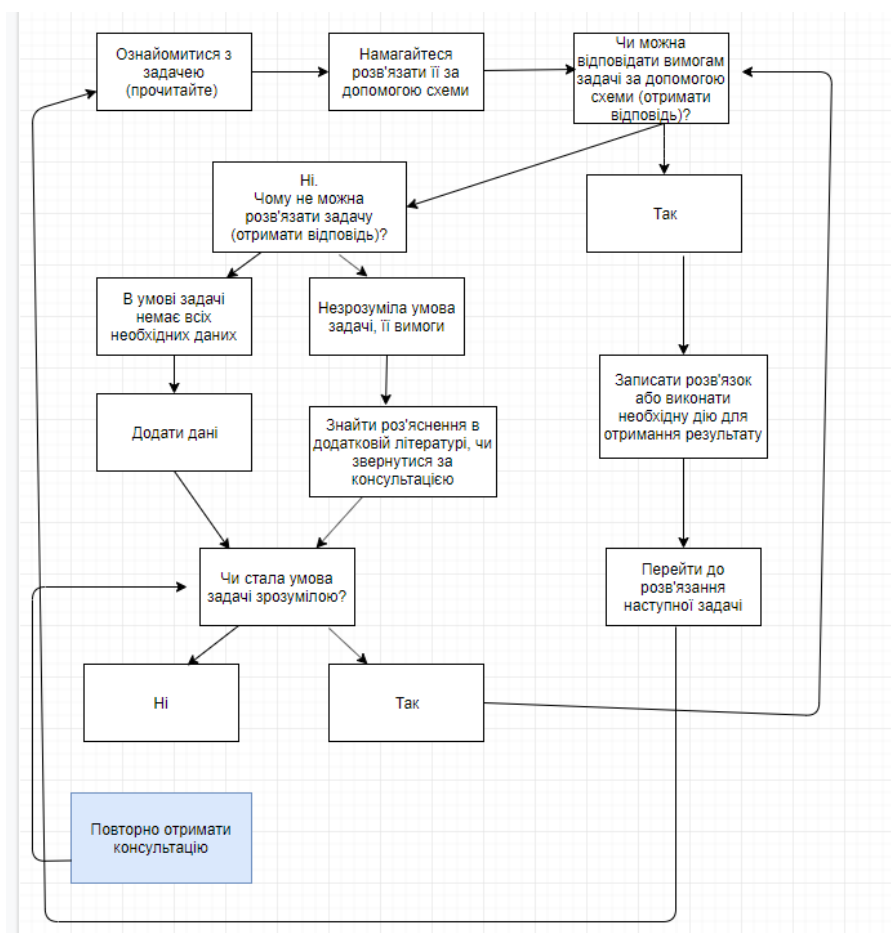 Ознайомитися з
задачею
(прочитайте)
Намагайтеся
розв'язати її за
допомогою схеми
Чи можна
відповідати вимогам
задачі за допомогою
схеми (отримати
відповідь)?
Ні.
Чому не можна
розв'язати задачу
(отримати відповідь)?
Так
В умові задачі
немає всіх
необхідних даних
Незрозуміла умова
задачі, її вимоги
Записати розв'язок
або виконати
необхідну дію для
отримання результату
Додати дані
Знайти роз'яснення в
додатковій літературі, чи
звернутися за
консультацією
Чи стала умова
задачі зрозумілою?
Перейти до
розв'язання
наступної задачі
Ні
Так
Повторно отримати
консультацію